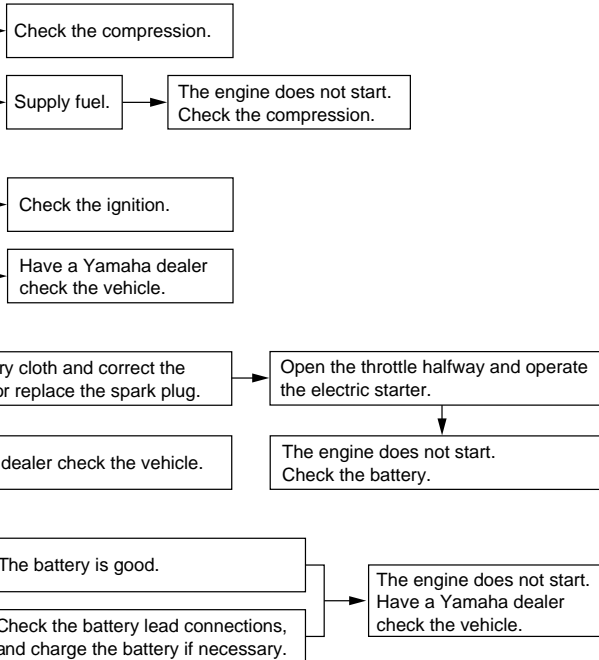 Check the compression.
Supply fuel.
The engine does not start.
Check the compression.
Check the ignition.
Have a Yamaha dealer
check the vehicle.
ry cloth and correct the
or replace the spark plug.
Open the throttle halfway and operate
the electric starter.
dealer check the vehicle.
The engine does not start.
Check the battery.
The battery is good.
Check the battery lead connections,
and charge the battery if necessary.
The engine does not start.
Have a Yamaha dealer
check the vehicle.